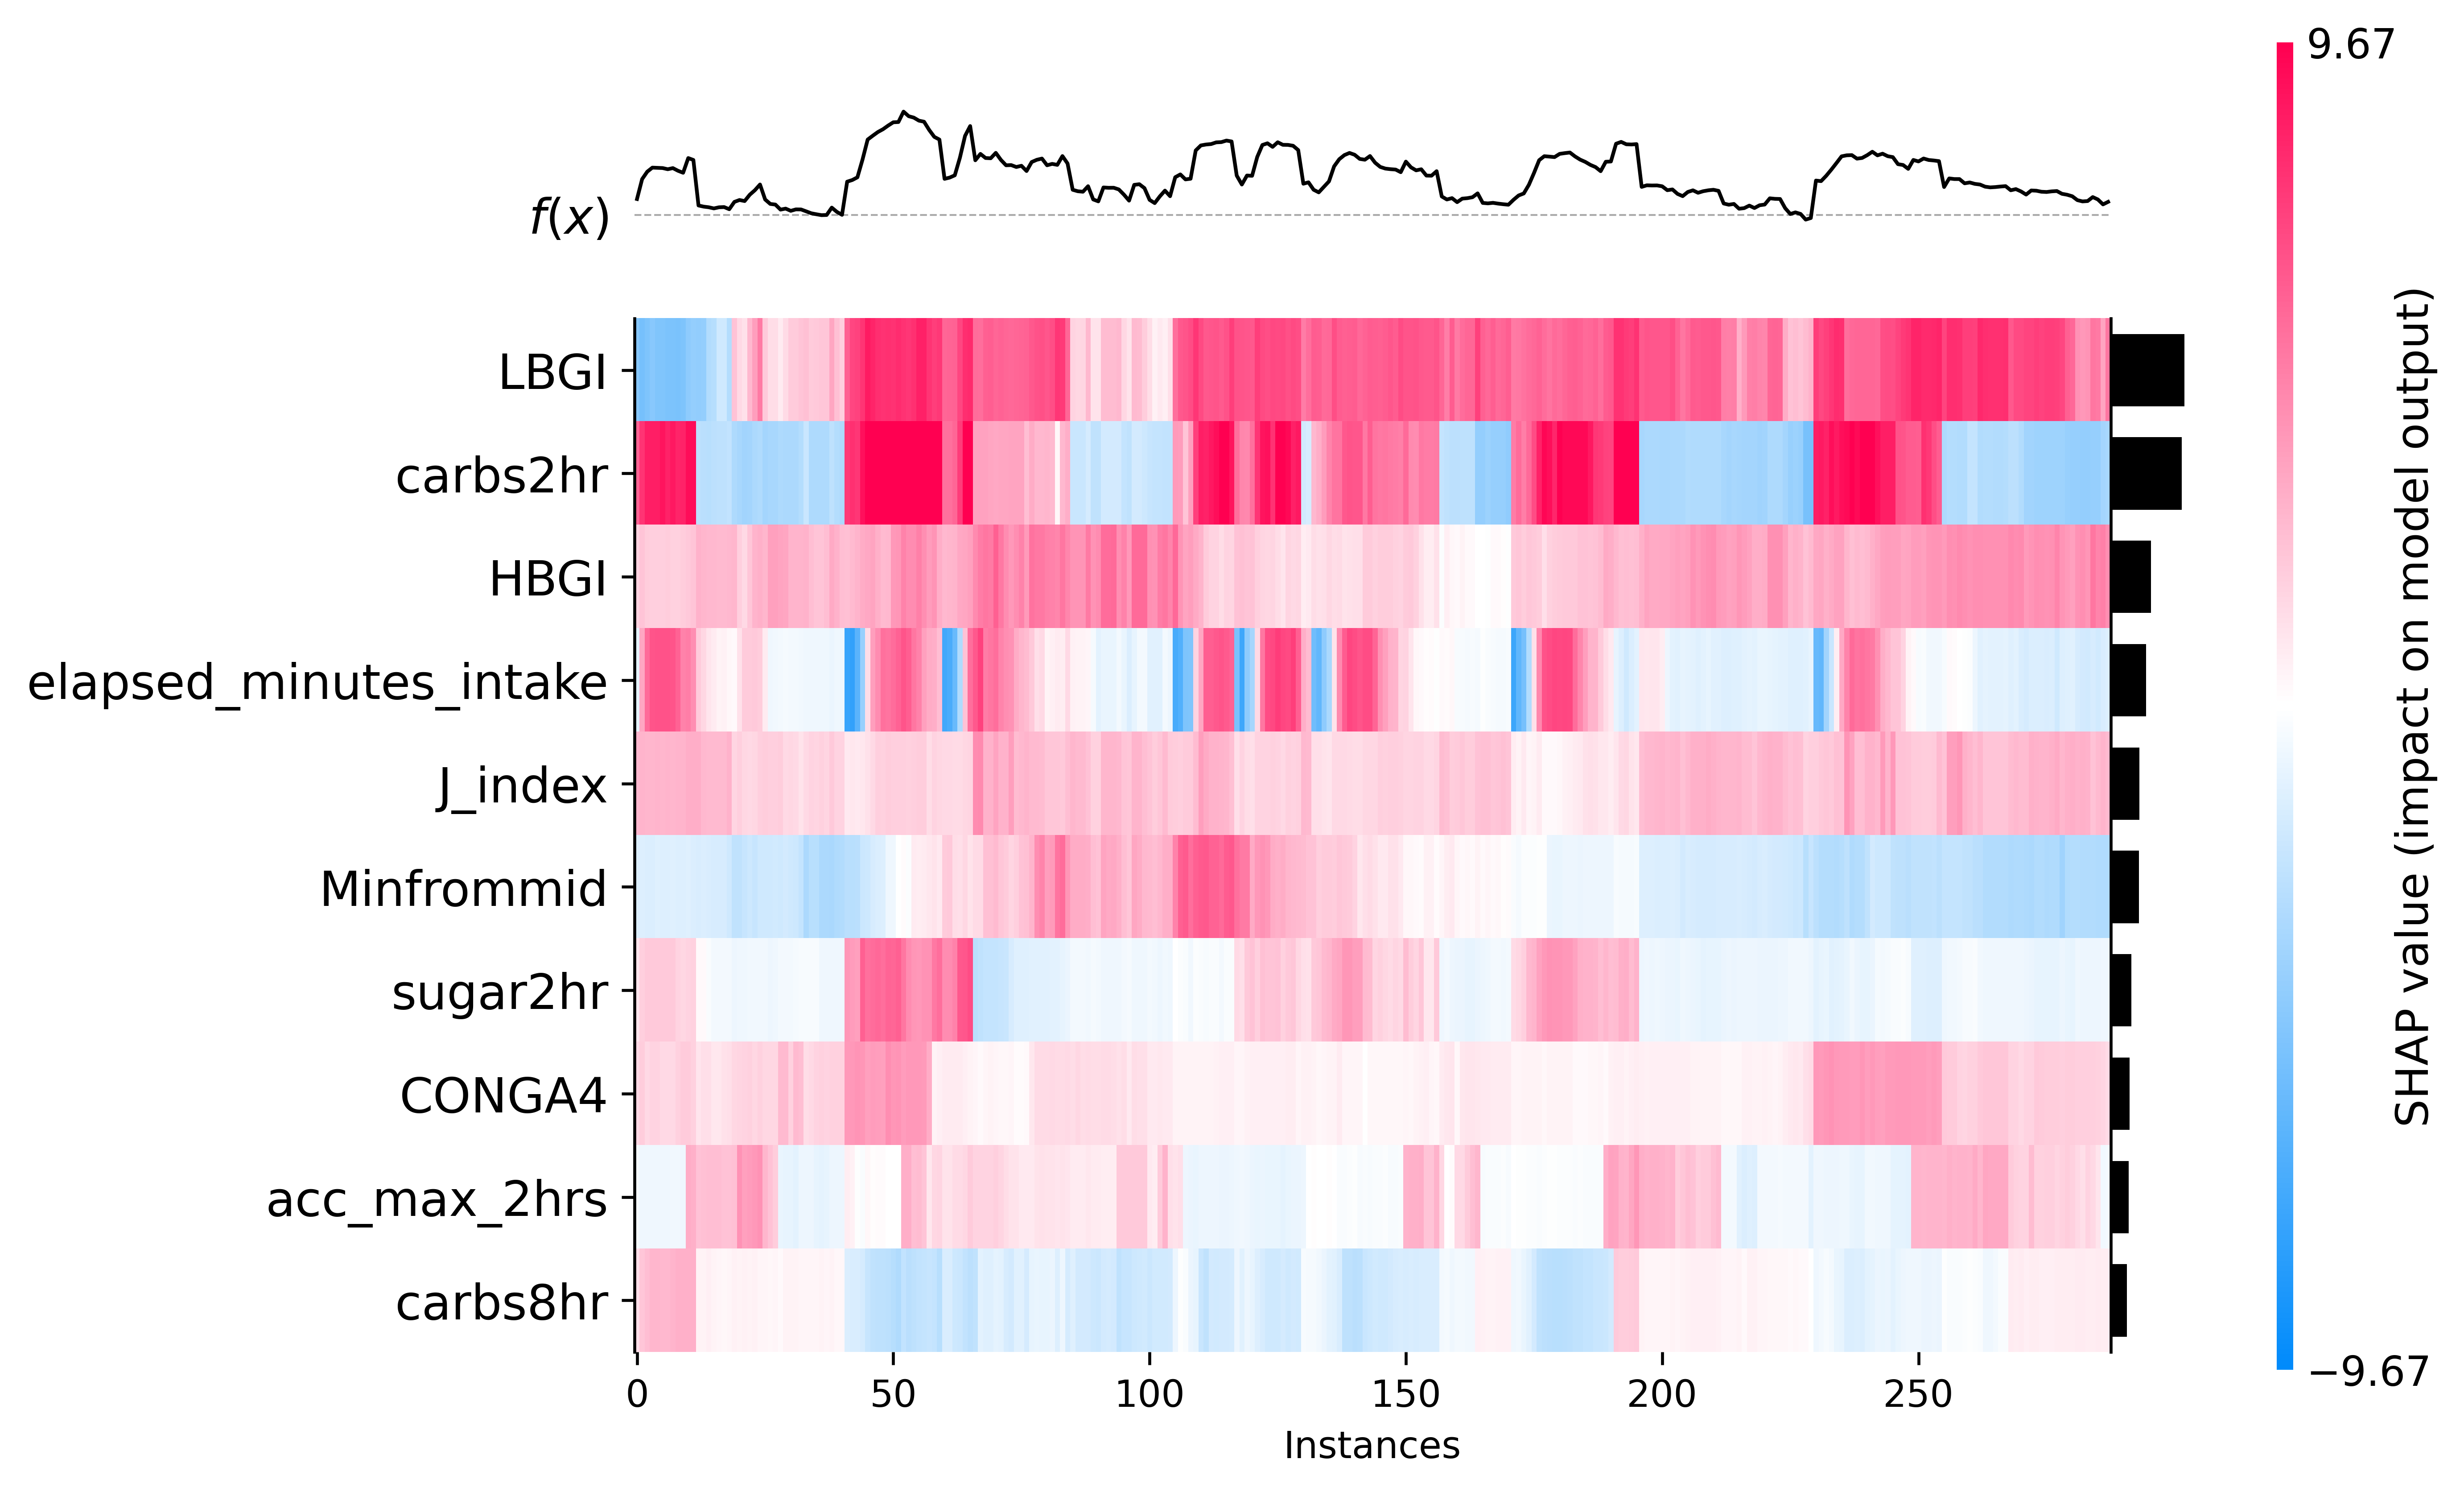 9.67
f(x)
LBGI
carbs2hr
HBGI
elapsed_minutes_intake
J_index
Minfrommid
sugar2hr
CONGA4
acc_max_2hrs
carbs8hr
0 50 100 150 200 250
Instances
−9.67
SHAP value (impact on model output)